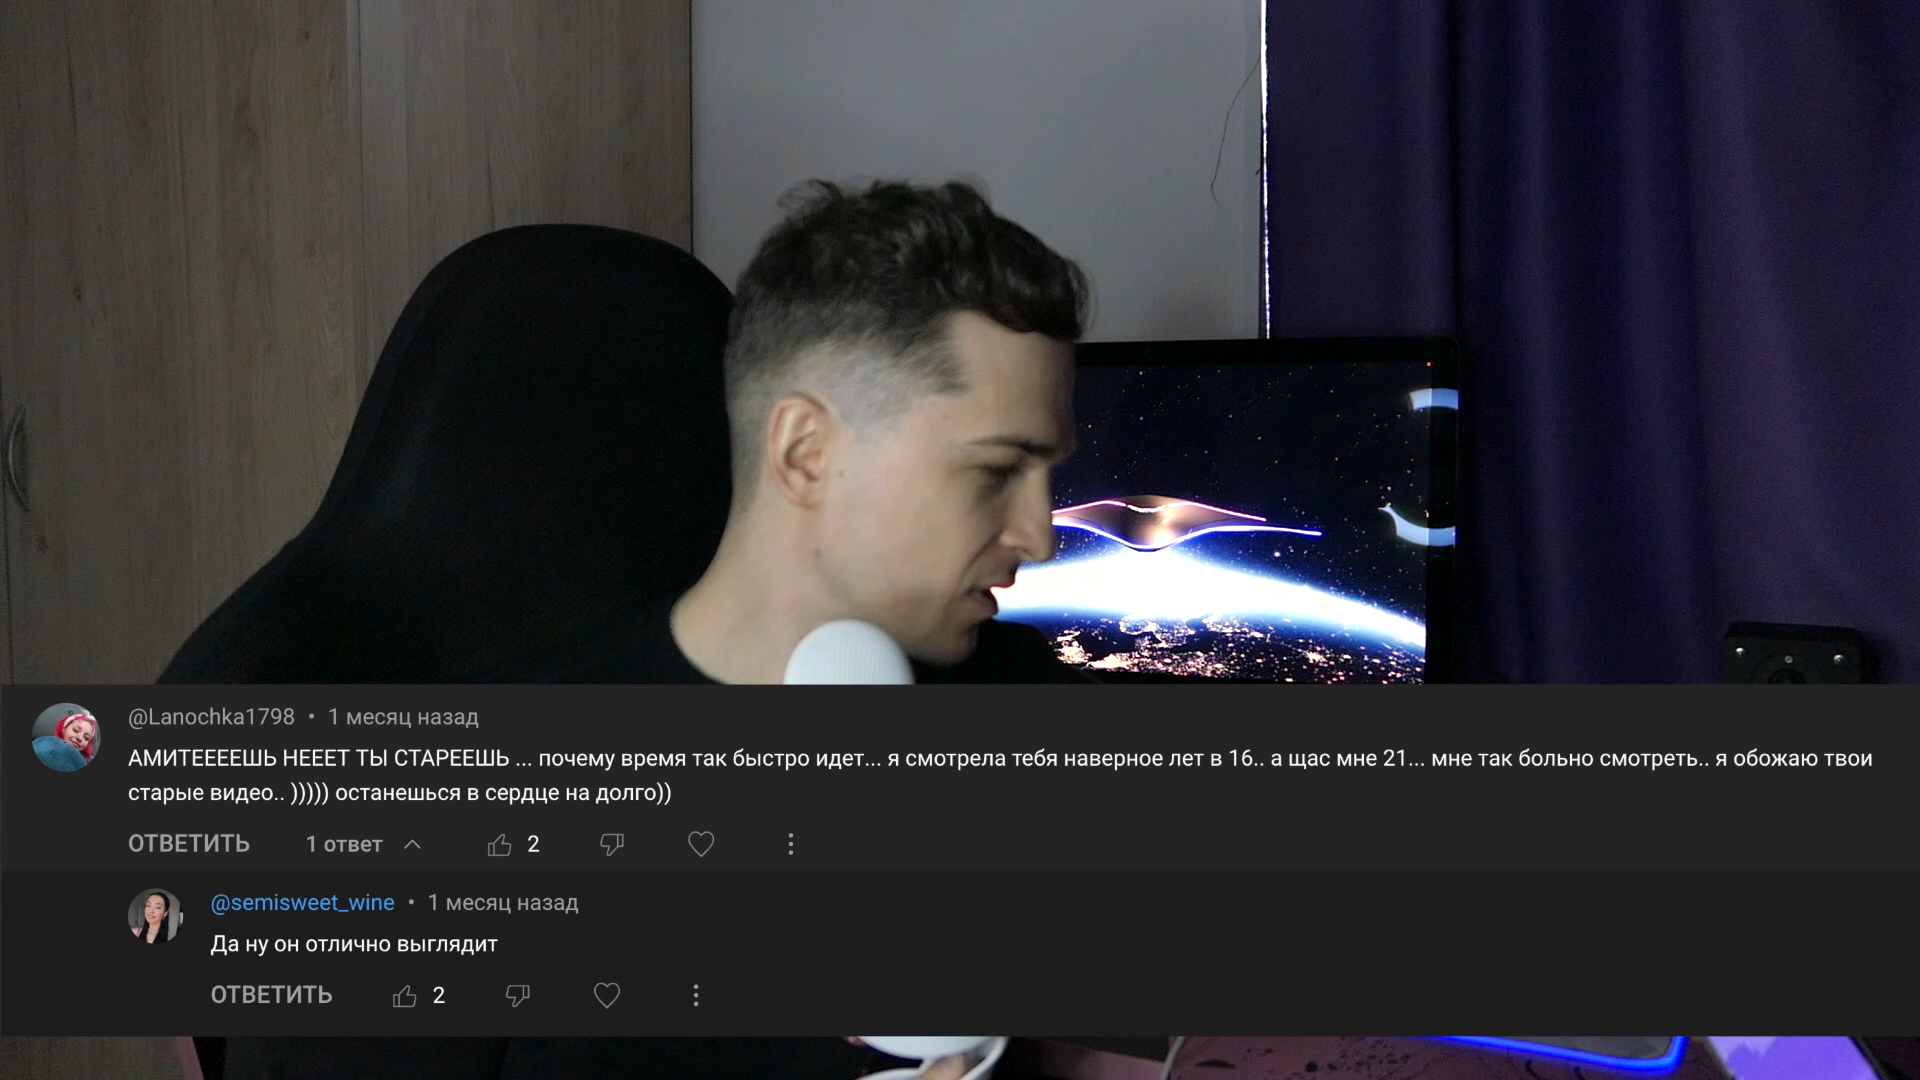 @Lanochka1798 • 1 месяц назад
АМИТЕЕЕЕШЬ НЕЕЕТ ТЫ СТАРЕЕШЬ ... почему время так быстро идет... я смотрела тебя наверное лет в 16.. а щас мне 21... мне так больно смотреть.. я обожаю твои
старые видео.. ))))) останешься в сердце на долго))
ОТВЕТИТЬ 1 ответ 2
@semisweet_wine • 1 месяц назад
Да ну он отлично выглядит
ОТВЕТИТЬ 2